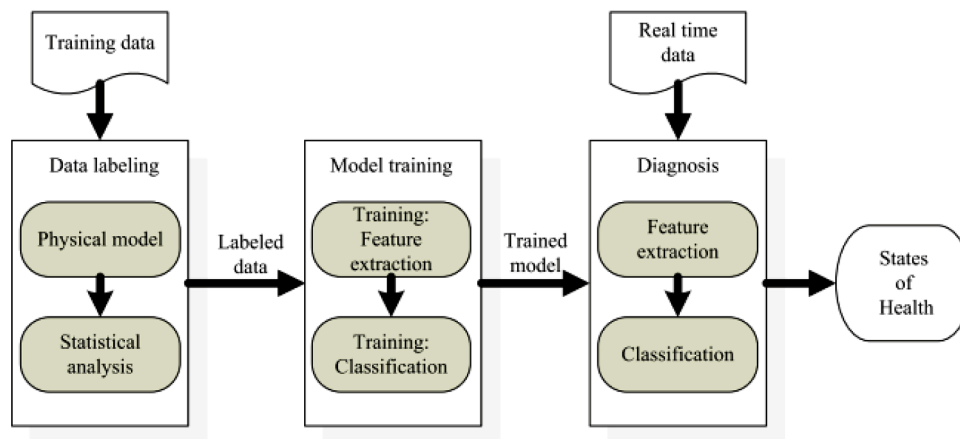 Training data
Real time
data
Data labeling
Physical model
Statistical
analysis
Labeled
data
Model training
Training:
Feature
extraction
Training:
Classification
Trained
model
Diagnosis
Feature
extraction
Classification
States
of
Health